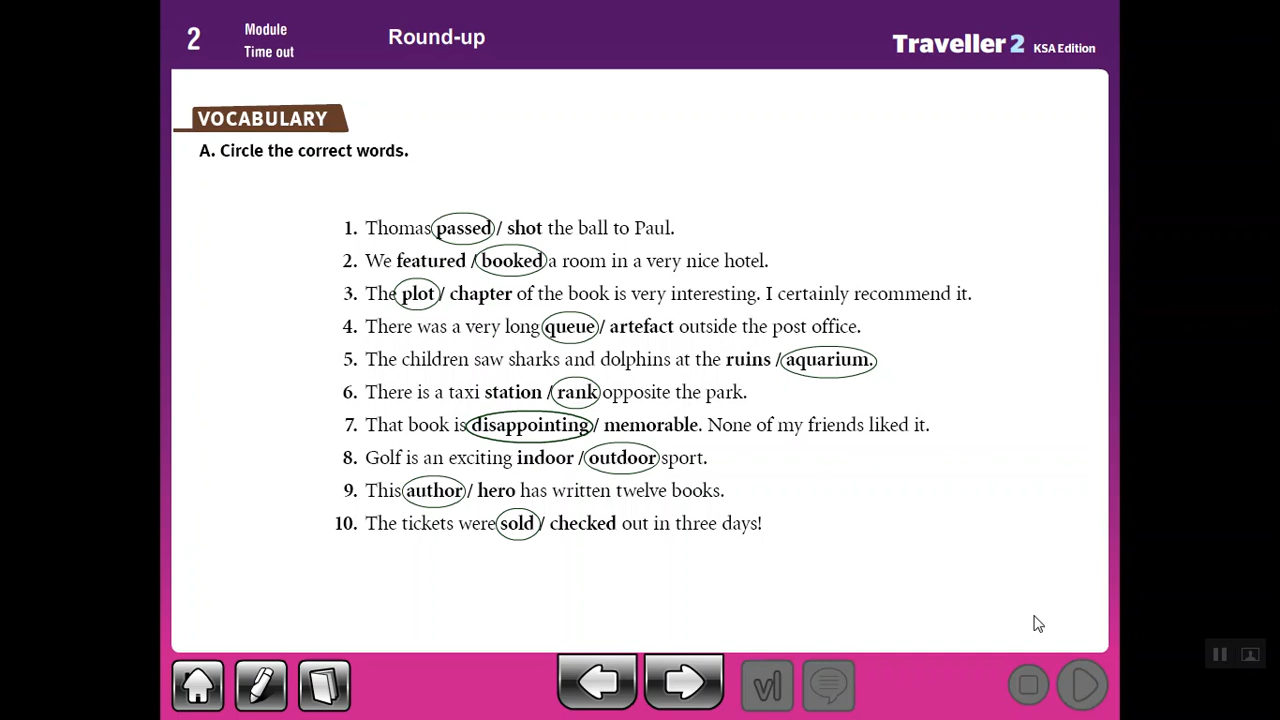 2
Module
Time out
Round-up
Traveller 2 KSA Edition
VOCABULARY
A. Circle the correct words.
1. Thomas passed / shot the ball to Paul.
2. We featured / booked a room in a very nice hotel.
3. The plot / chapter of the book is very interesting. I certainly recommend it.
4. There was a very long queue / artefact outside the post office.
5. The children saw sharks and dolphins at the ruins / aquarium.
6. There is a taxi station / rank opposite the park.
7. That book is disappointing / memorable. None of my friends liked it.
8. Golf is an exciting indoor / outdoor sport.
9. This author / hero has written twelve books.
10. The tickets were sold / checked out in three days!
vl